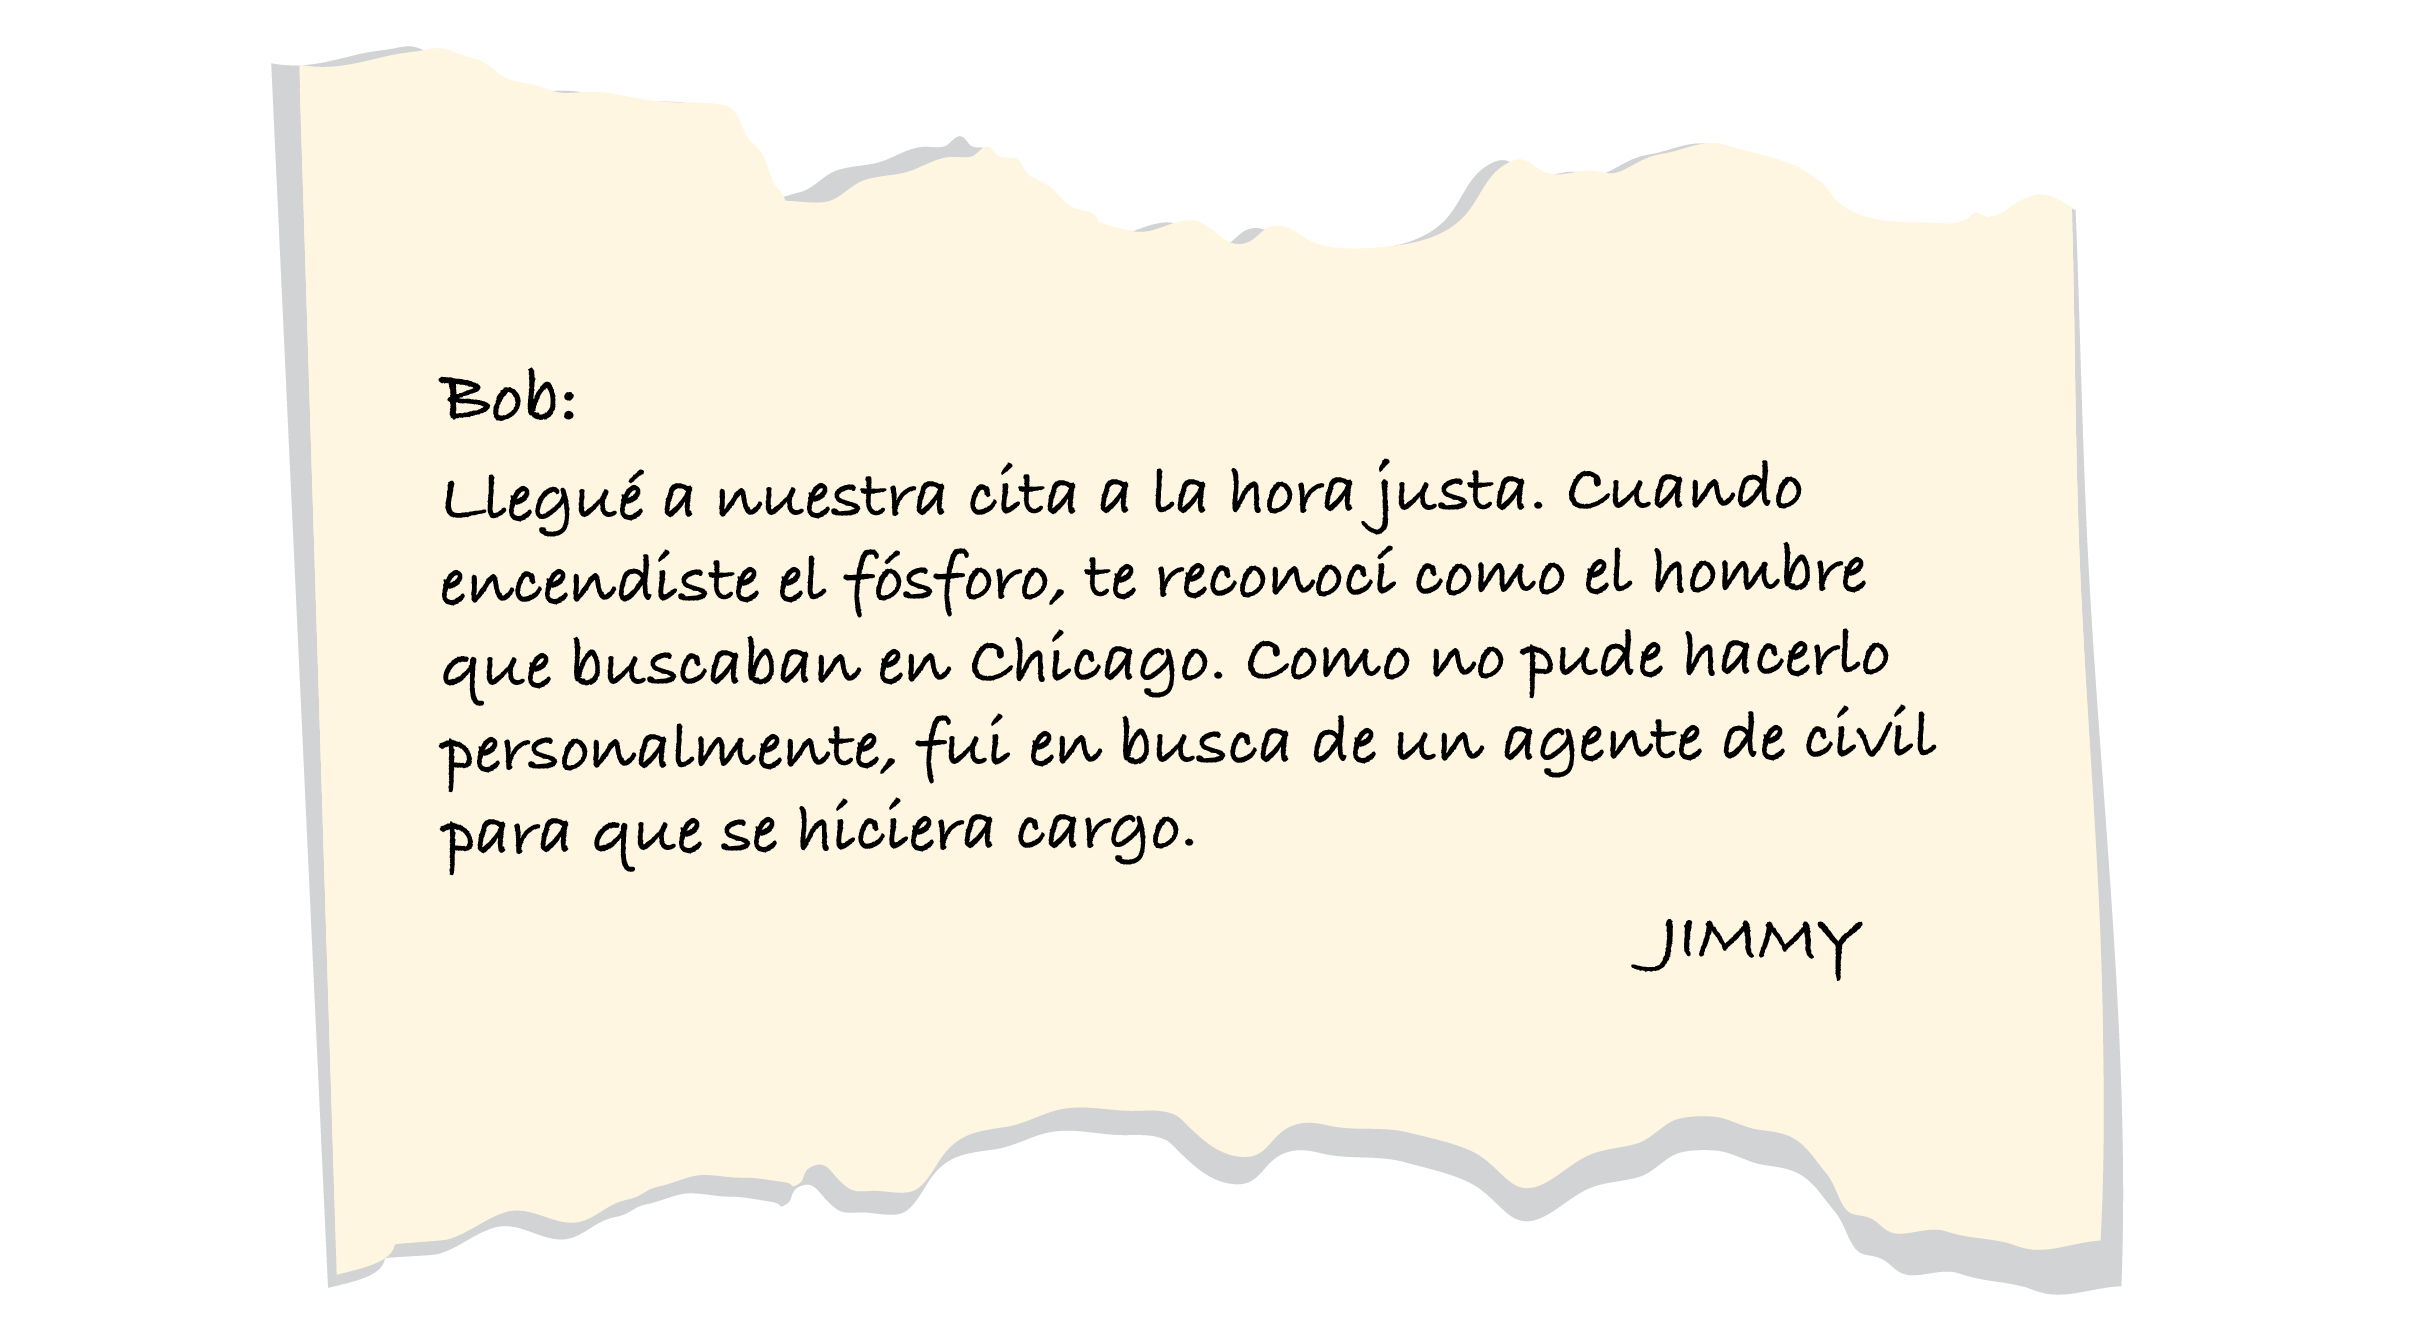 Bob:
Llegué a nuestra cita a la hora justa. Cuando
encendiste el fósforo, te reconocí como el hombre
que buscaban en Chicago. Como no pude hacerlo
personalmente, fui en busca de un agente de civil
para que se hiciera cargo.
JIMMY